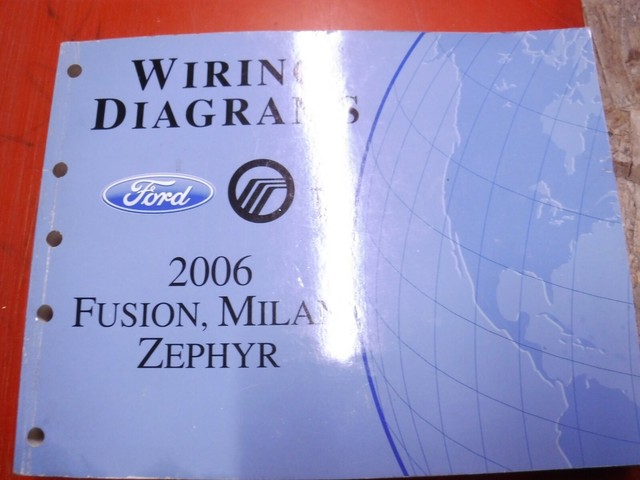 WIRING
DIAGRAMS
Ford
2006
FUSION, MILAN,
ZEPHYR